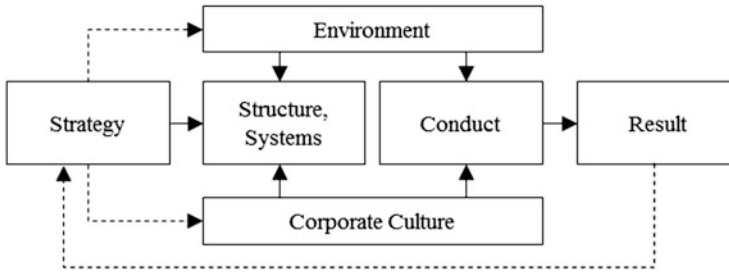 Environment
Strategy
Structure,
Systems
Conduct
Result
Corporate Culture